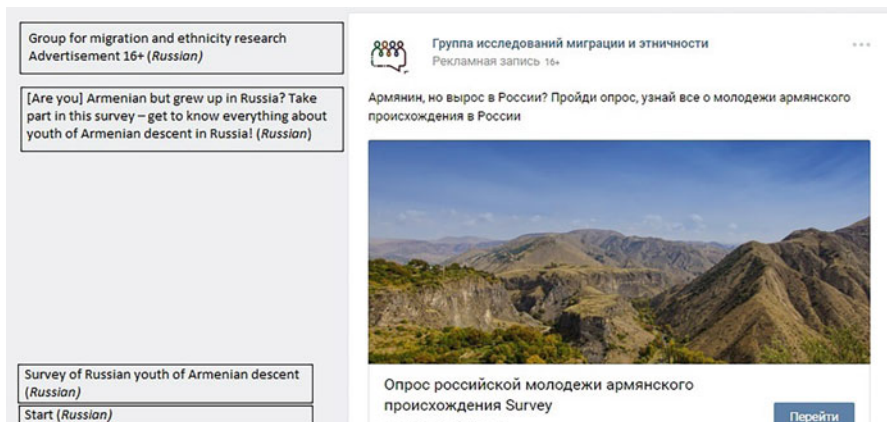 Group for migration and ethnicity research
Advertisement 16+ (Russian)
Группа исследований миграции и этничности
Рекламная запись 16+
[Are you] Armenian but grew up in Russia? Take
part in this survey – get to know everything about
youth of Armenian descent in Russia! (Russian)
Армянин, но вырос в России? Пройди опрос, узнай все о молодежи армянского
происхождения в России
Survey of Russian youth of Armenian descent
(Russian)
Start (Russian)
Опрос российской молодежи армянского
происхождения Survey
Перейти